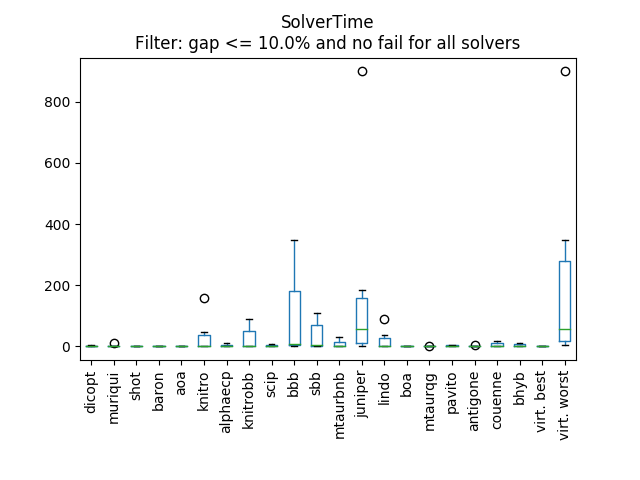 SolverTime
Filter: gap <= 10.0% and no fail for all solvers
800
600
400
200
0
dicopt
muriqui
shot
baron
aoa
knitro
alphaecp
knitrobb
scip
bbb
sbb
mtaurbnb
juniper
lindo
boa
mtaurqg
pavito
antigone
couenne
bhyb
virt. best
virt. worst